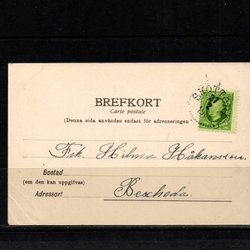 BREFKORT
Carte postale
(Denna sida användes endast för adresseringen
Frk. Hilma Håkansson
Bostad
(om den kan uppgifvas)
Bexheda.
Adressort